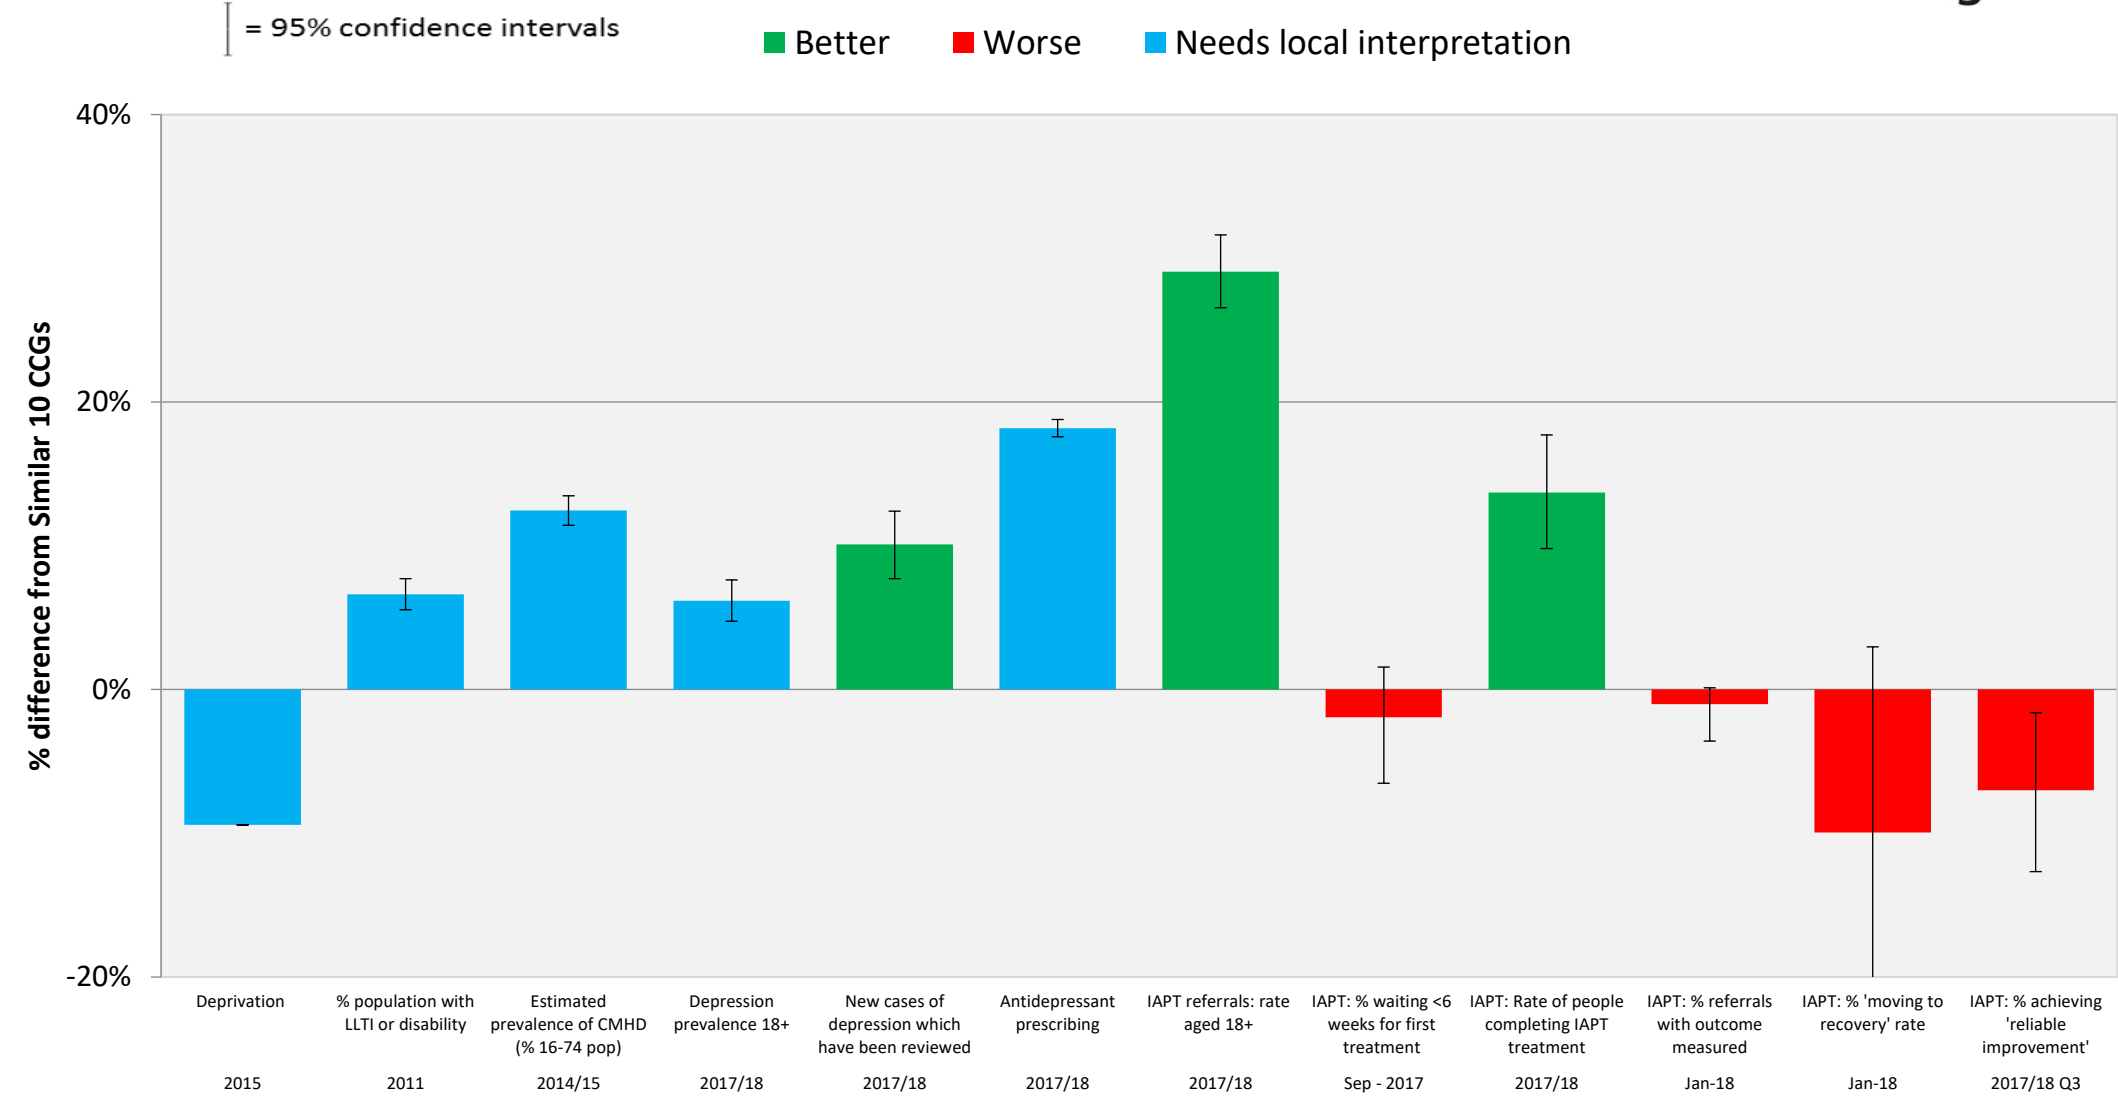 = 95% confidence intervals
Better
Worse
Needs local interpretation
% difference from Similar 10 CCGs
40%
20%
0%
-20%
Deprivation
2015
% population with
LLTI or disability
2011
Estimated
prevalence of CMHD
(% 16-74 pop)
2014/15
Depression
prevalence 18+
2017/18
New cases of
depression which
have been reviewed
2017/18
Antidepressant
prescribing
2017/18
IAPT referrals: rate
aged 18+
2017/18
IAPT: % waiting <6
weeks for first
treatment
Sep - 2017
IAPT: Rate of people
completing IAPT
treatment
2017/18
IAPT: % referrals
with outcome
measured
Jan-18
IAPT: % 'moving to
recovery' rate
Jan-18
IAPT: % achieving
'reliable
improvement'
2017/18 Q3